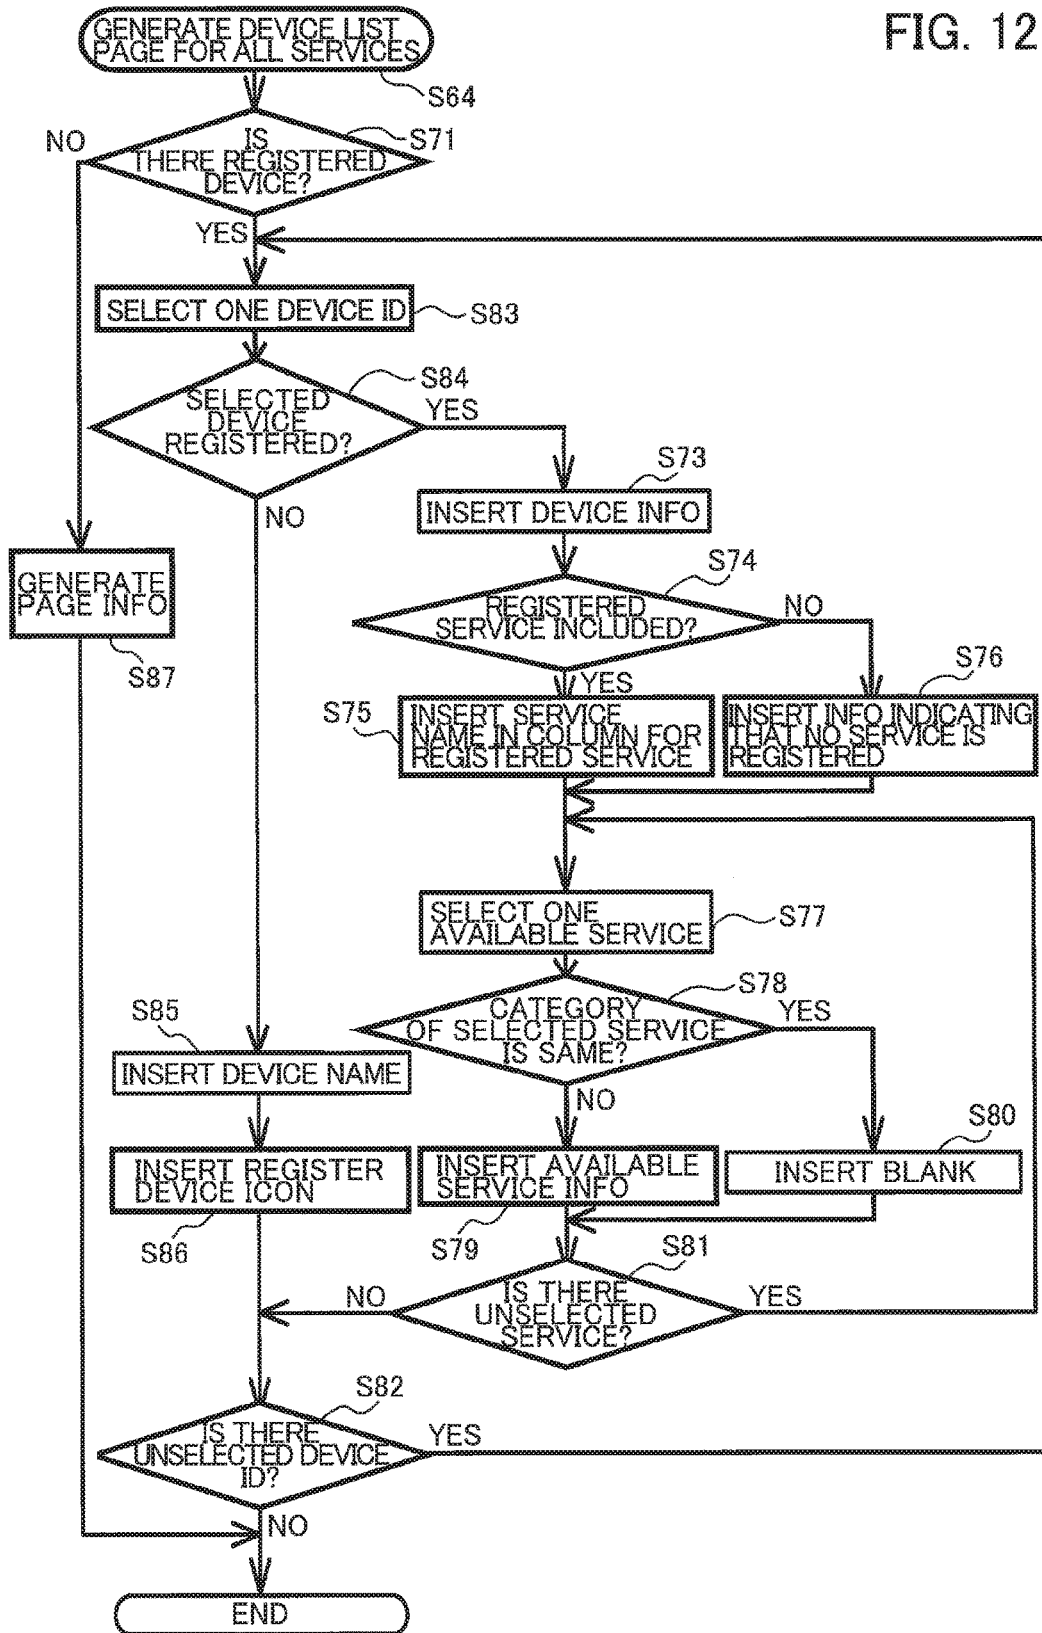 FIG. 12
GENERATE DEVICE LIST
PAGE FOR ALL SERVICES
S64
S71
NO
IS
THERE REGISTERED
DEVICE?
YES
SELECT ONE DEVICE ID
S83
S84
SELECTED
DEVICE
REGISTERED?
YES
NO
S73
INSERT DEVICE INFO
S74
REGISTERED
SERVICE INCLUDED?
NO
GENERATE
PAGE INFO
S87
YES
S75
INSERT SERVICE
NAME IN COLUMN FOR
REGISTERED SERVICE
S76
INSERT INFO INDICATING
THAT NO SERVICE IS
REGISTERED
SELECT ONE
AVAILABLE SERVICE
S77
S78
CATEGORY
OF SELECTED SERVICE
IS SAME?
YES
NO
S85
INSERT DEVICE NAME
INSERT REGISTER
DEVICE ICON
S86
INSERT AVAILABLE
SERVICE INFO
S79
S80
INSERT BLANK
S81
IS THERE
UNSELECTED
SERVICE?
NO
YES
S82
IS THERE
UNSELECTED DEVICE
ID?
YES
NO
END